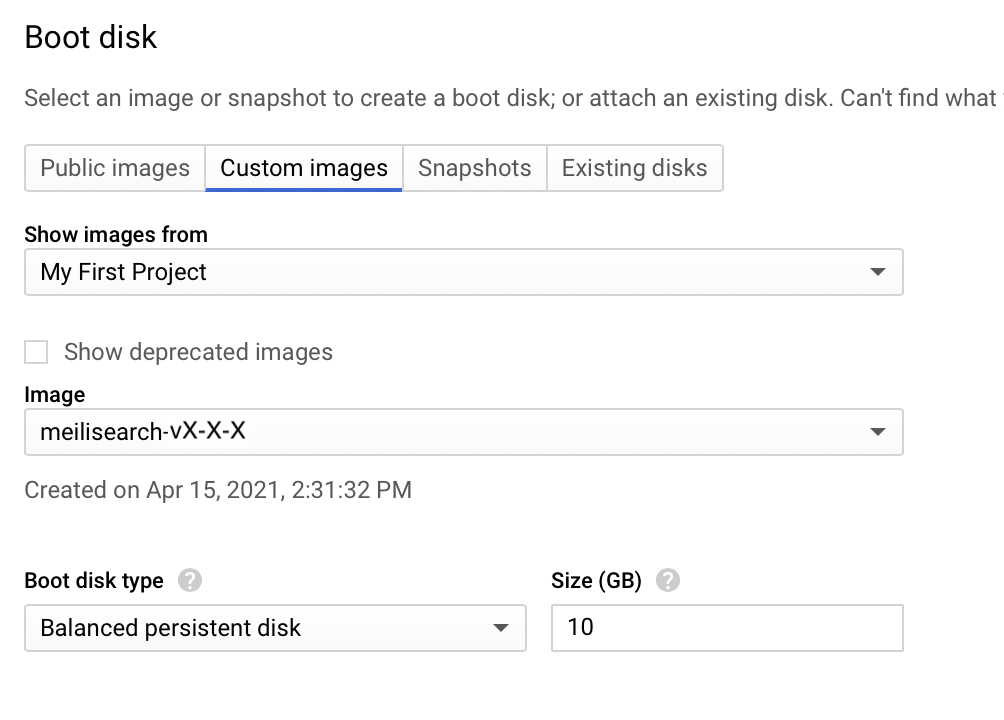 Boot disk
Select an image or snapshot to create a boot disk; or attach an existing disk. Can't find what
Public images Custom images Snapshots Existing disks
Show images from
My First Project
Show deprecated images
Image
meilisearch-vX-X-X
Created on Apr 15, 2021, 2:31:32 PM
Boot disk type ? Size (GB) ?
Balanced persistent disk 10